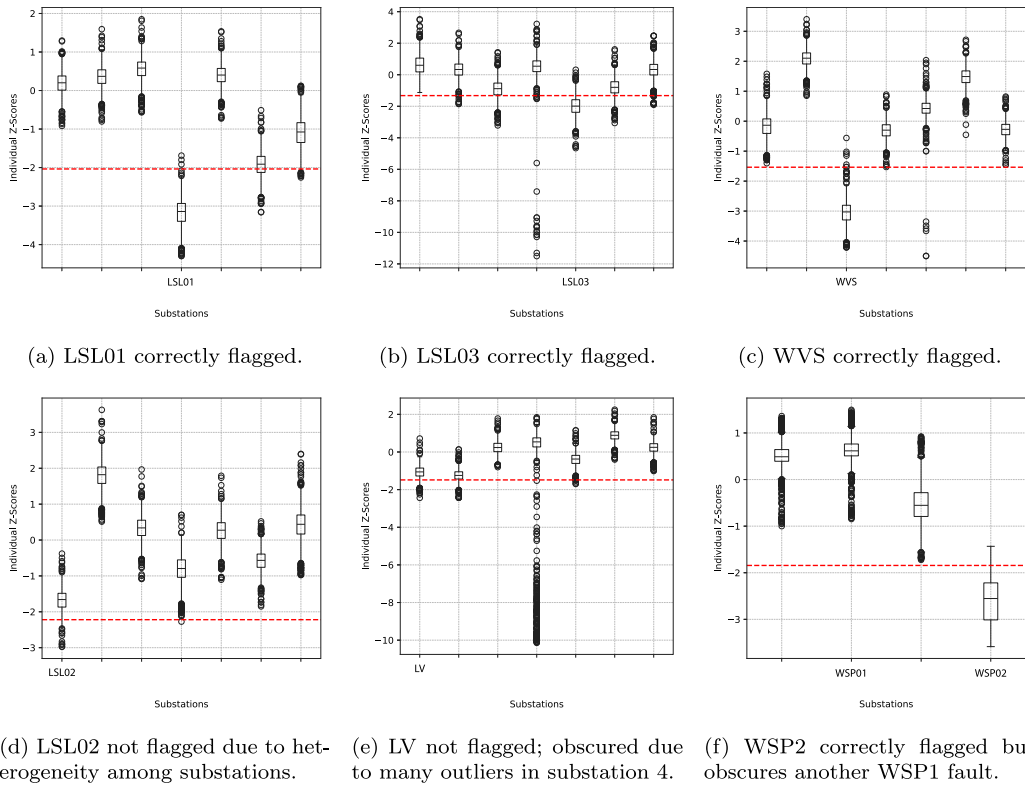 2
1
0
−1
−2
−3
−4
Individual Z-Scores
LSL01
Substations
(a) LSL01 correctly flagged.
4
2
0
−2
−4
−6
−8
−10
−12
Individual Z-Scores
LSL03
Substations
(b) LSL03 correctly flagged.
3
2
1
0
−1
−2
−3
−4
Individual Z-Scores
WVS
Substations
(c) WVS correctly flagged.
3
2
1
0
−1
−2
−3
Individual Z-Scores
LSL02
Substations
(d) LSL02 not flagged due to het-
erogeneity among substations.
2
0
−2
−4
−6
−8
−10
Individual Z-Scores
LV
Substations
(e) LV not flagged; obscured due
to many outliers in substation 4.
1
0
−1
−2
−3
Individual Z-Scores
WSP01 WSP02
Substations
(f) WSP2 correctly flagged bu
obscures another WSP1 fault.